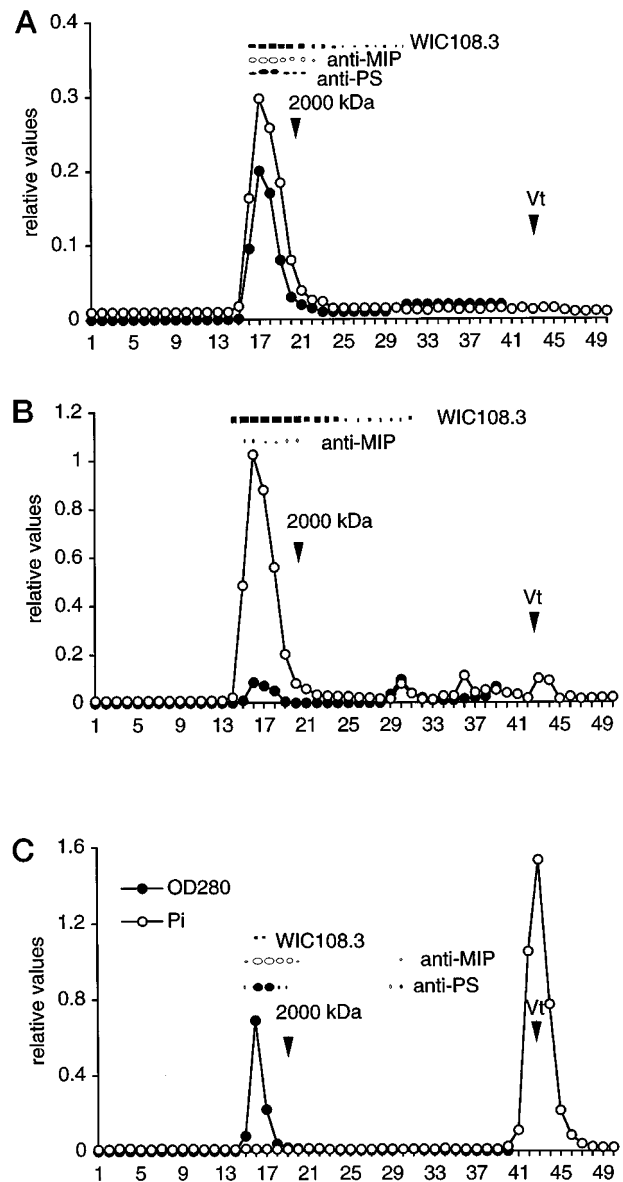 A
0.4
WIC108.3
anti-MIP
anti-PS
0.3
2000 kDa
relative values
0.2
Vt
0.1
0
1 5 9 13 17 21 25 29 33 37 41 45 49
B
1.2
WIC108.3
anti-MIP
1
2000 kDa
0.8
relative values
0.6
Vt
0.4
0.2
0
1 5 9 13 17 21 25 29 33 37 41 45 49
C
1.6
OD280
Pi
1.2
WIC108.3
anti-MIP
anti-PS
relative values
0.8
2000 kDa
Vt
0.4
0
1 5 9 13 17 21 25 29 33 37 41 45 49